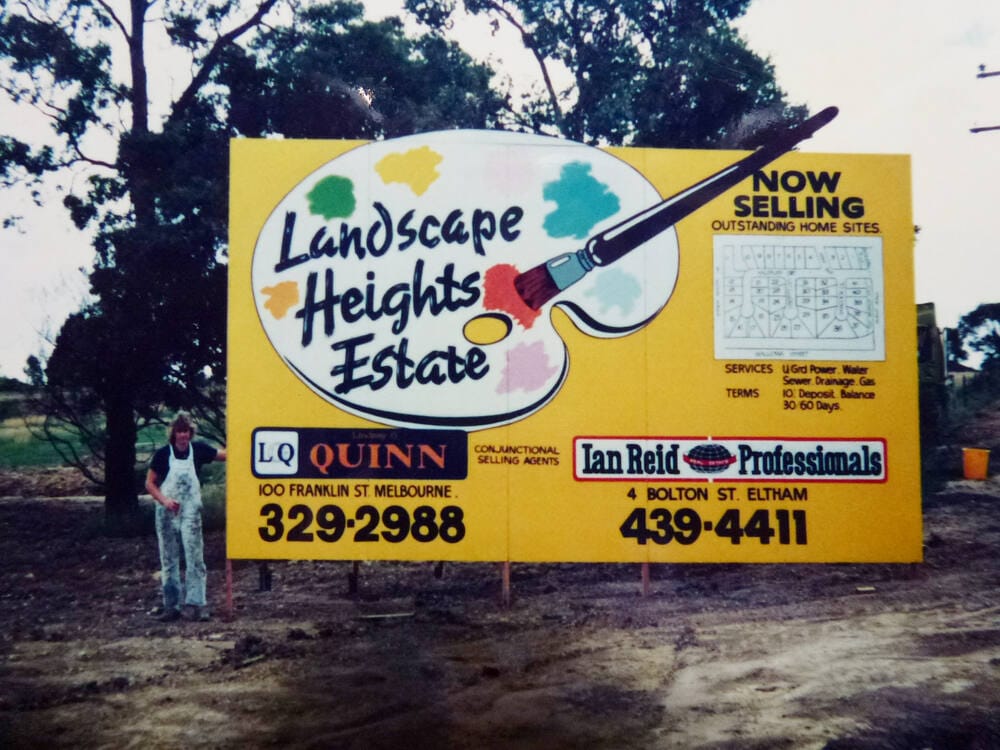 Landscape
Heights
Estate
NOW
SELLING
OUTSTANDING HOME SITES.
SERVICES U/Grd Power. Water
Sewer. Drainage. Gas
TERMS 10% Deposit. Balance
30/60 Days.
LQ QUINN
100 FRANKLIN ST. MELBOURNE.
329-2988
CONJUNCTIONAL
SELLING AGENTS
Ian Reid Professionals
4 BOLTON ST. ELTHAM
439-4411